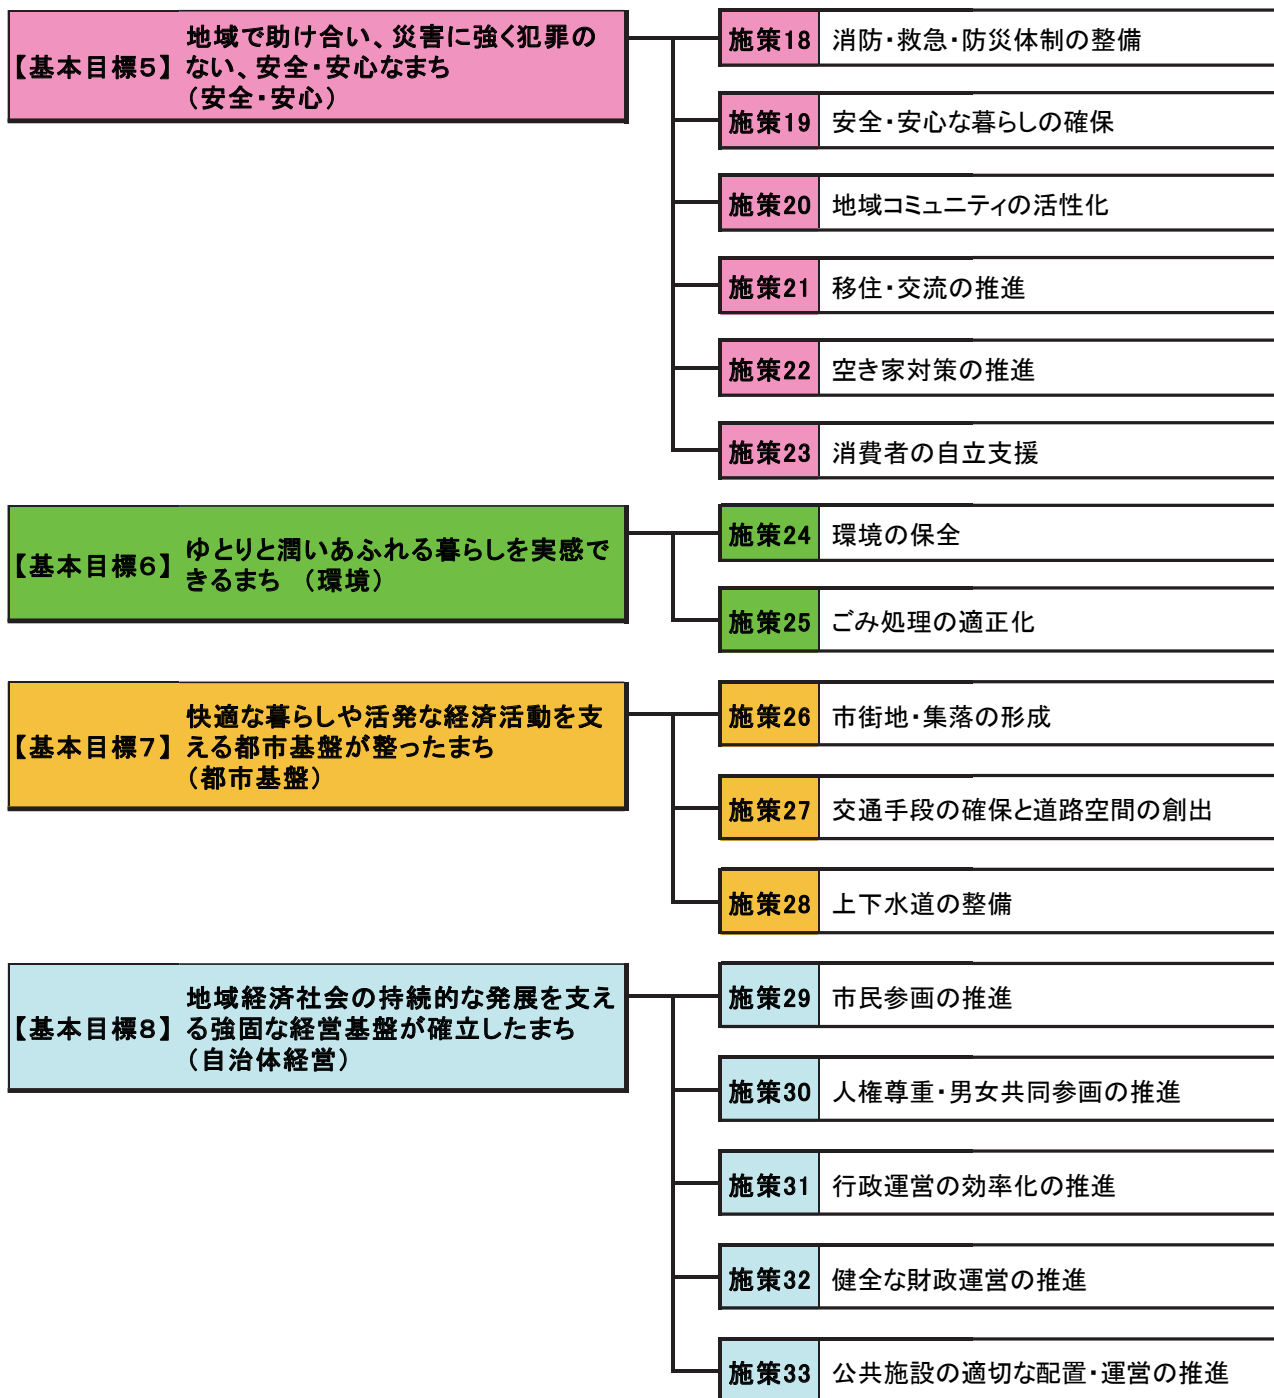 【基本目標5】
地域で助け合い、災害に強く犯罪の
ない、安全・安心なまち
（安全・安心）
施策18 消防・救急・防災体制の整備
施策19 安全・安心な暮らしの確保
施策20 地域コミュニティの活性化
施策21 移住・交流の推進
施策22 空き家対策の推進
施策23 消費者の自立支援
【基本目標6】
ゆとりと潤いあふれる暮らしを実感で
きるまち　（環境）
施策24 環境の保全
施策25 ごみ処理の適正化
【基本目標7】
快適な暮らしや活発な経済活動を支
える都市基盤が整ったまち
（都市基盤）
施策26 市街地・集落の形成
施策27 交通手段の確保と道路空間の創出
施策28 上下水道の整備
【基本目標8】
地域経済社会の持続的な発展を支え
る強固な経営基盤が確立したまち
（自治体経営）
施策29 市民参画の推進
施策30 人権尊重・男女共同参画の推進
施策31 行政運営の効率化の推進
施策32 健全な財政運営の推進
施策33 公共施設の適切な配置・運営の推進